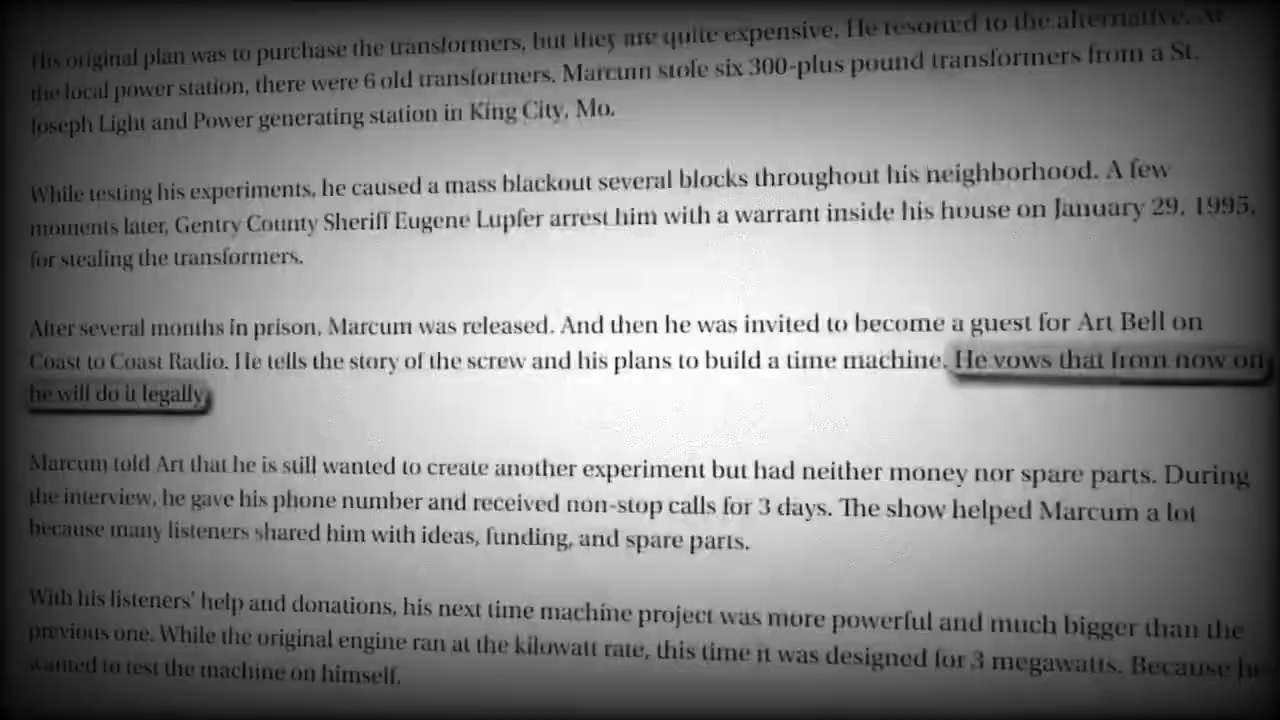 His original plan was to purchase the transformers, but they are quite expensive. He resorted to the alternative. At
the local power station, there were 6 old transformers. Marcum stole six 300-plus pound transformers from a St.
Joseph Light and Power generating station in King City, Mo.
While testing his experiments, he caused a mass blackout several blocks throughout his neighborhood. A few
moments later, Gentry County Sheriff Eugene Lupfer arrest him with a warrant inside his house on January 29, 1995,
for stealing the transformers.
After several months in prison, Marcum was released. And then he was invited to become a guest for Art Bell on
Coast to Coast Radio. He tells the story of the screw and his plans to build a time machine. He vows that from now on
he will do it legally.
Marcum told Art that he is still wanted to create another experiment but had neither money nor spare parts. During
the interview, he gave his phone number and received non-stop calls for 3 days. The show helped Marcum a lot
because many listeners shared him with ideas, funding, and spare parts.
With his listeners' help and donations, his next time machine project was more powerful and much bigger than the
previous one. While the original engine ran at the kilowatt rate, this time it was designed for 3 megawatts. Because he
wanted to test the machine on himself.